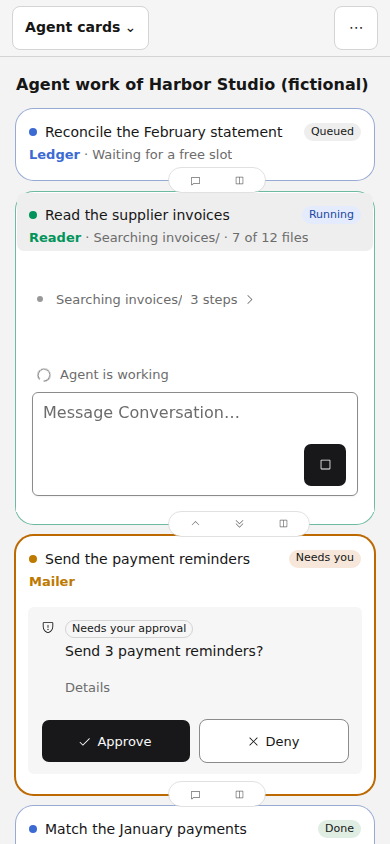 Agent cards
...
Agent work of Harbor Studio (fictional)
Reconcile the February statement
Queued
Ledger · Waiting for a free slot
Read the supplier invoices
Running
Reader · Searching invoices/ · 7 of 12 files
Searching invoices/ 3 steps
Agent is working
Message Conversation...
Send the payment reminders
Needs you
Mailer
Needs your approval
Send 3 payment reminders?
Details
Approve
Deny
Match the January payments
Done